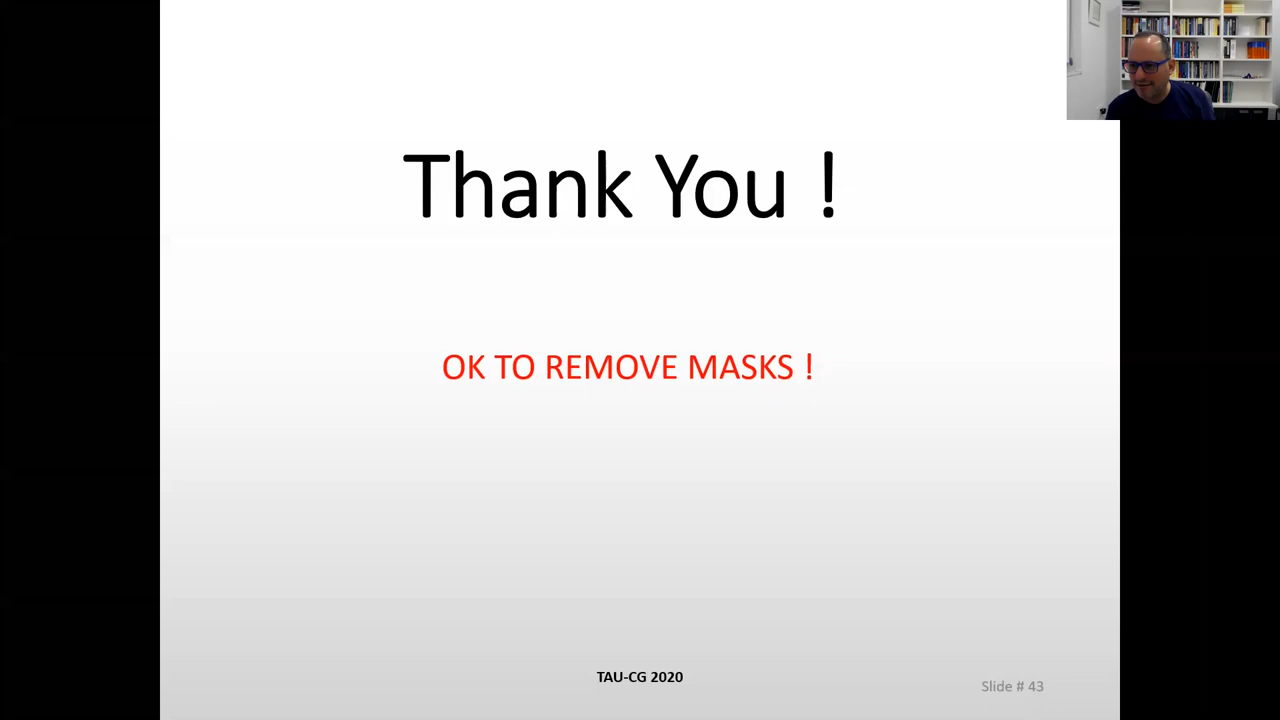 Thank You !
OK TO REMOVE MASKS !
TAU-CG 2020
Slide # 43